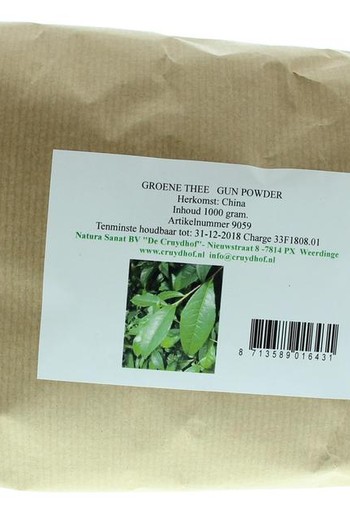 GROENE THEE GUN POWDER
Herkomst: China
Inhoud 1000 gram.
Artikelnummer 9059
Tenminste houdbaar tot: 31-12-2018 Charge 33F1808.01
Natura Sanat BV "De Cruydhof"- Nieuwstraat 8 -7814 PX Weerdinge
www.cruydhof.nl info@cruydhof.nl
8 713589 016431